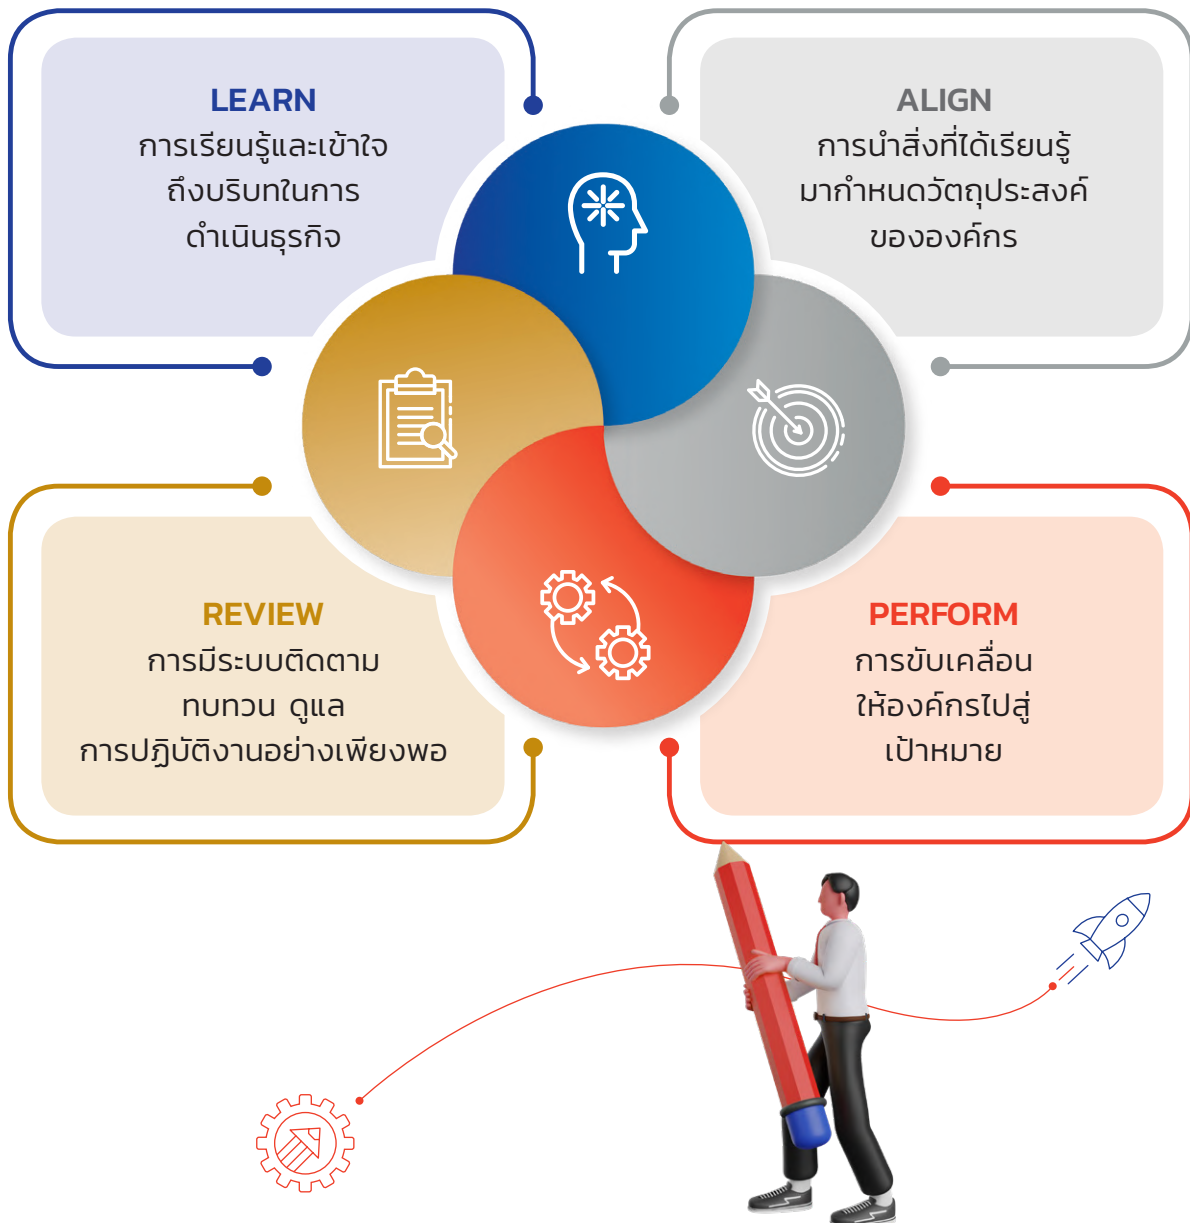 LEARN
การเรียนรู้และเข้าใจ
ถึงบริบทในการ
ดำเนินธุรกิจ
ALIGN
การนำสิ่งที่ได้เรียนรู้
มากำหนดวัตถุประสงค์
ขององค์กร
REVIEW
การมีระบบติดตาม
ทบทวน ดูแล
การปฏิบัติงานอย่างเพียงพอ
PERFORM
การขับเคลื่อน
ให้องค์กรไปสู่
เป้าหมาย